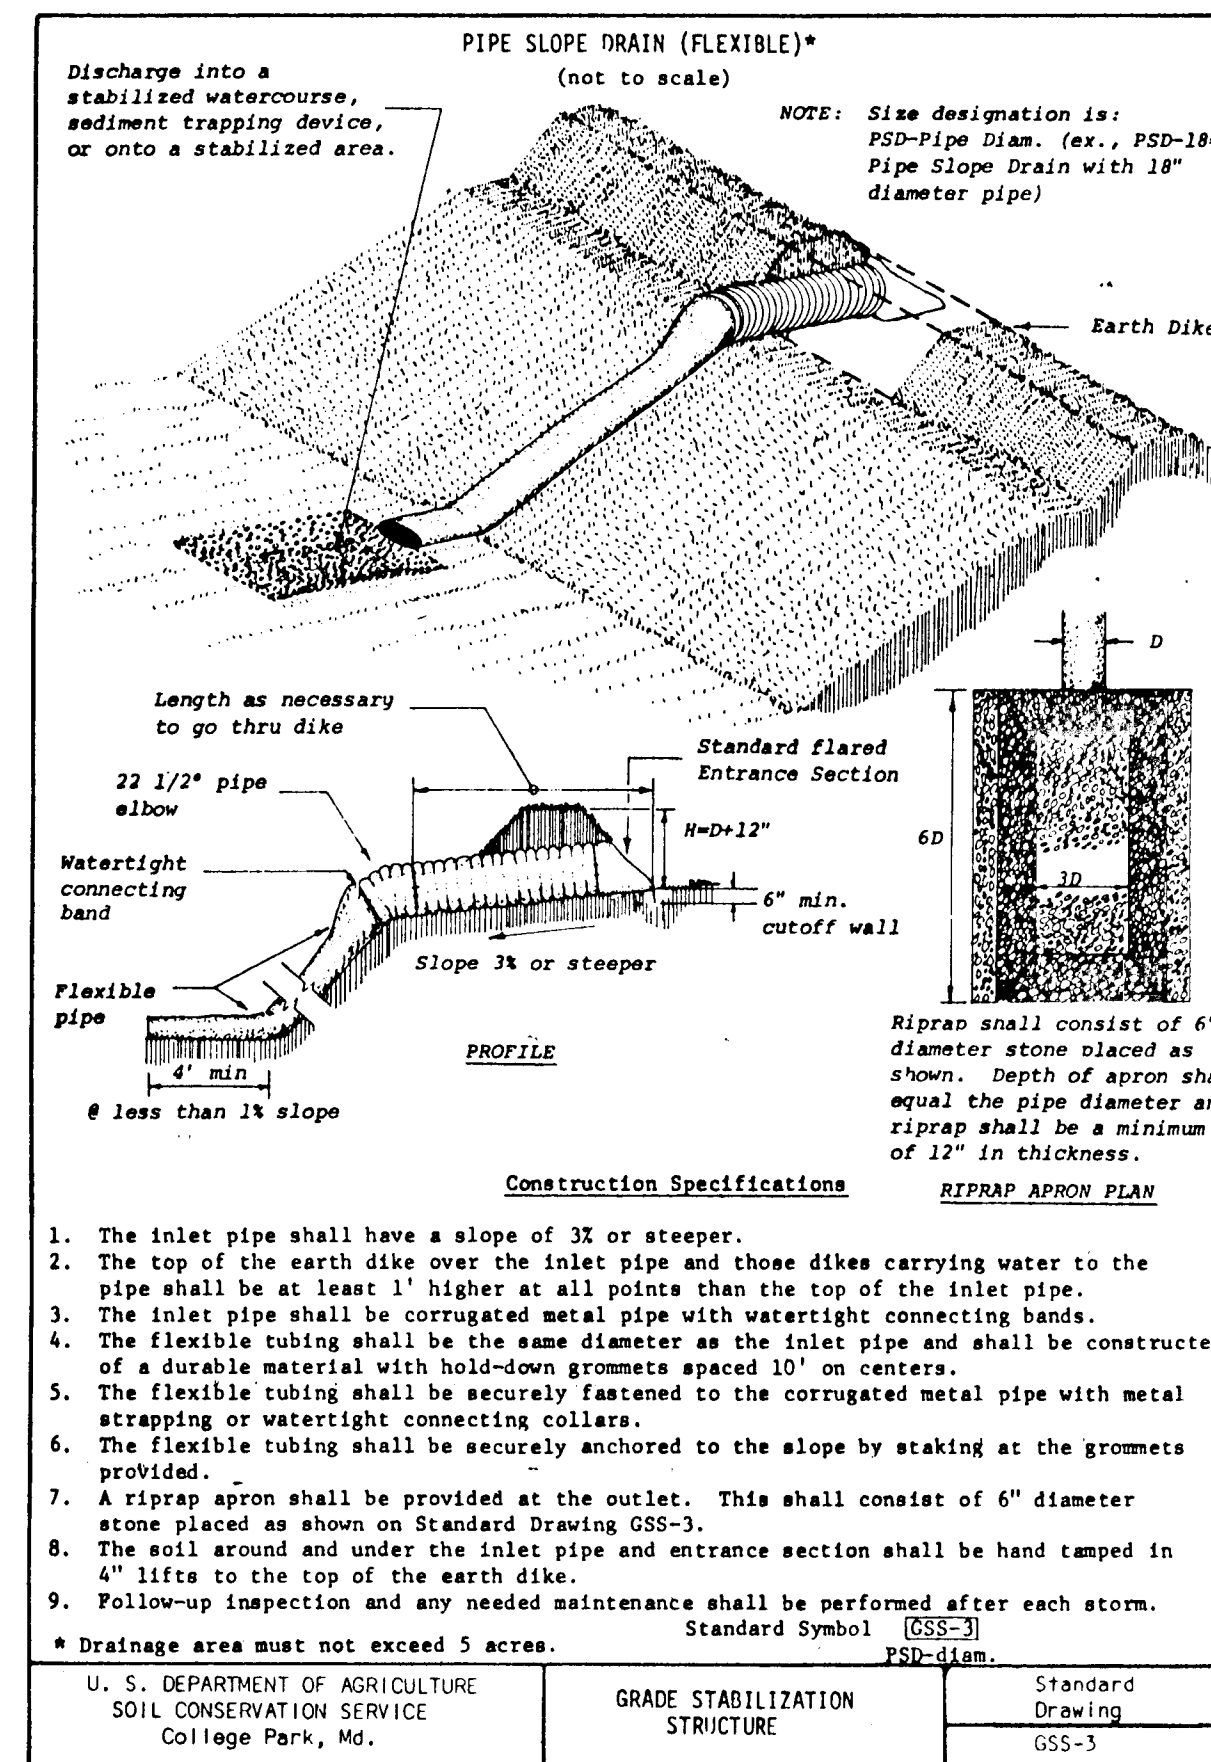 PIPE SLOPE DRAIN (FLEXIBLE)*
(not to scale)
Discharge into a
stabilized watercourse,
sediment trapping device,
or onto a stabilized area.
NOTE: Size designation is:
PSD-Pipe Diam. (ex., PSD-18=
Pipe Slope Drain with 18"
diameter pipe)
Earth Dike
D
Length as necessary
to go thru dike
Standard flared
Entrance Section
22 1/2° pipe
elbow
H=D+12"
6D
Watertight
connecting
band
3D
6" min.
cutoff wall
Slope 3% or steeper
Flexible
pipe
PROFILE
4' min
@ less than 1% slope
Riprap shall consist of 6"
diameter stone placed as
shown. Depth of apron sha
equal the pipe diameter an
riprap shall be a minimum
of 12" in thickness.
RIPRAP APRON PLAN
Construction Specifications
1. The inlet pipe shall have a slope of 3% or steeper.
2. The top of the earth dike over the inlet pipe and those dikes carrying water to the
pipe shall be at least 1' higher at all points than the top of the inlet pipe.
3. The inlet pipe shall be corrugated metal pipe with watertight connecting bands.
4. The flexible tubing shall be the same diameter as the inlet pipe and shall be constructe
of a durable material with hold-down grommets spaced 10' on centers.
5. The flexible tubing shall be securely fastened to the corrugated metal pipe with metal
strapping or watertight connecting collars.
6. The flexible tubing shall be securely anchored to the slope by staking at the grommets
provided.
7. A riprap apron shall be provided at the outlet. This shall consist of 6" diameter
stone placed as shown on Standard Drawing GSS-3.
8. The soil around and under the inlet pipe and entrance section shall be hand tamped in
4" lifts to the top of the earth dike.
9. Follow-up inspection and any needed maintenance shall be performed after each storm.
Standard Symbol GSS-3
* Drainage area must not exceed 5 acres.
PSD-diam.
U. S. DEPARTMENT OF AGRICULTURE
SOIL CONSERVATION SERVICE
College Park, Md.
GRADE STABILIZATION
STRUCTURE
Standard
Drawing
GSS-3